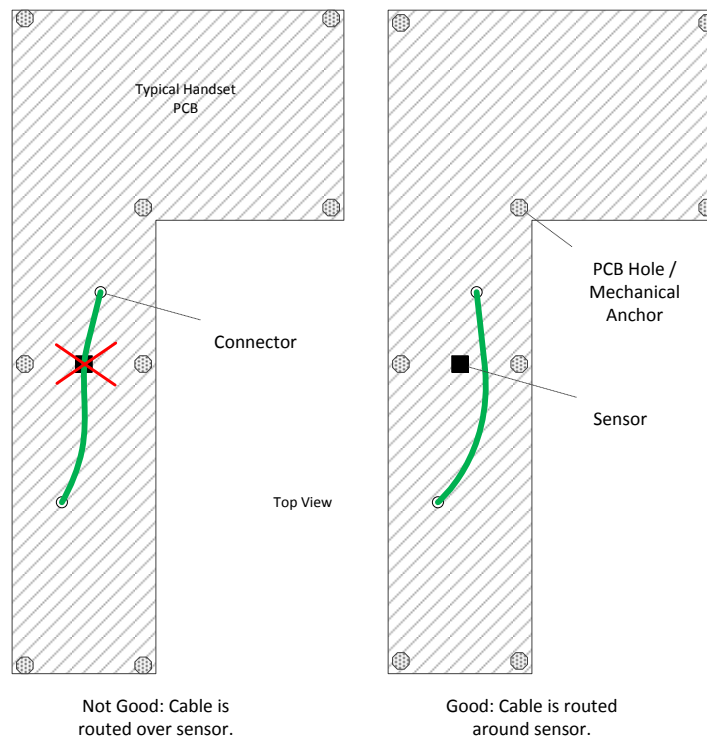 Typical Handset
PCB
PCB Hole /
Mechanical
Anchor
Connector
Sensor
Top View
Not Good: Cable is
routed over sensor.
Good: Cable is routed
around sensor.